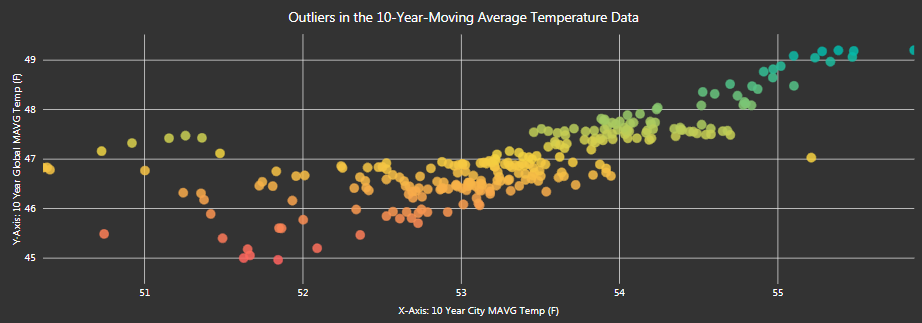 Outliers in the 10-Year-Moving Average Temperature Data
Y-Axis: 10 Year Global MAVG Temp (F)
49
48
47
46
45
51 52 53 54 55
X-Axis: 10 Year City MAVG Temp (F)